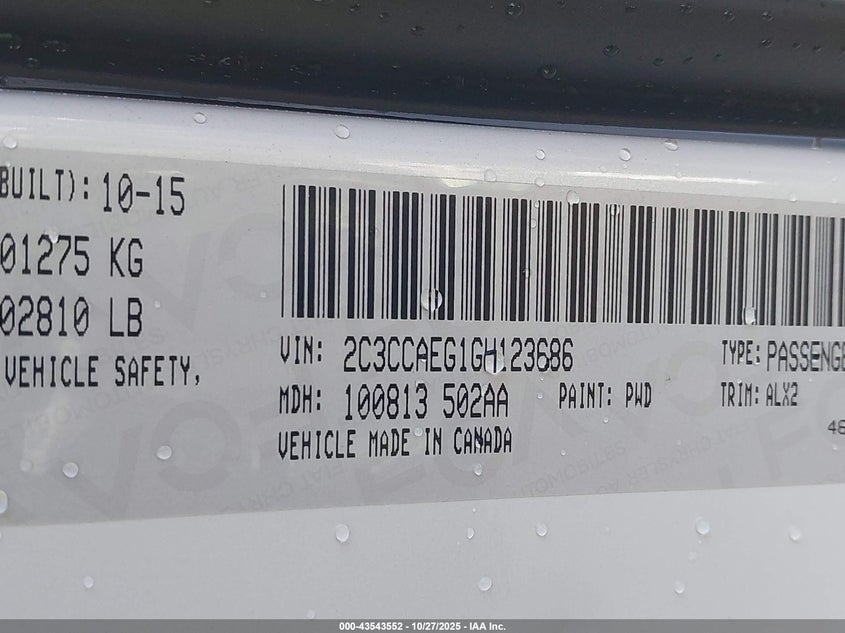 BUILT): 10-15
01275 KG
02810 LB
VEHICLE SAFETY,
VIN: 2C3CCAEG1GH123686
TYPE: PASSENGE
MDH: 100813 502AA
PAINT: PWD
TRIM: ALX2
VEHICLE MADE IN CANADA
46
000-43543552 - 10/27/2025 - IAA Inc.